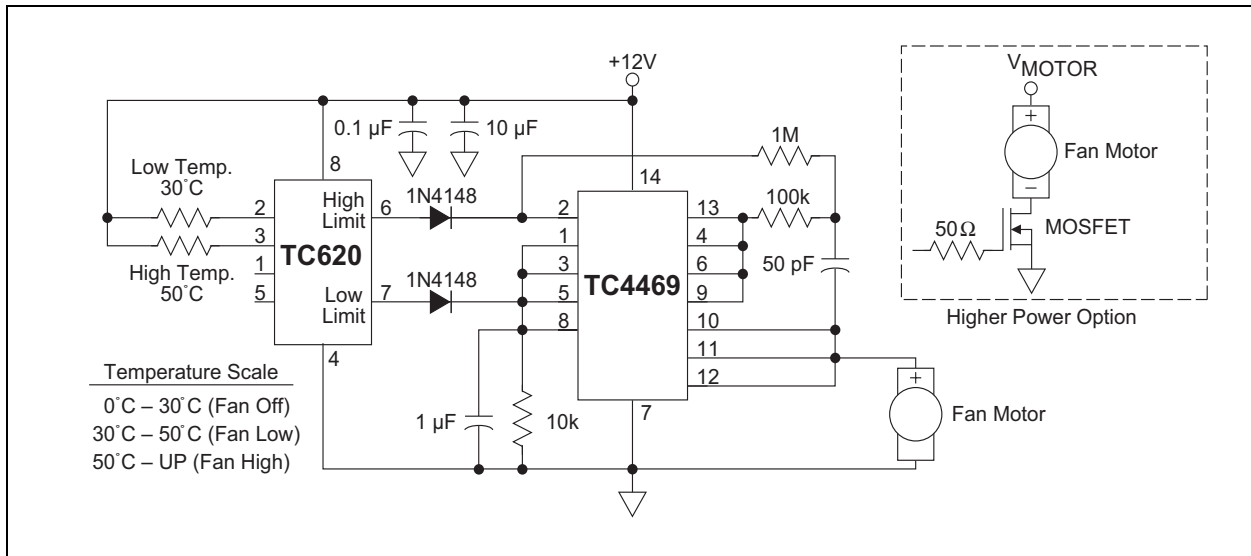 +12V
0.1 µF
10 µF
Low Temp.
30°C
8
2
High
Limit
6
1N4148
3
TC620
High Temp.
50°C
1
5
Low
Limit
7
1N4148
4
1M
14
2
13
100k
1
4
3
6
50 pF
TC4469
5
9
8
10
11
12
7
1 µF
10k
+
Fan Motor
Temperature Scale
0°C – 30°C (Fan Off)
30°C – 50°C (Fan Low)
50°C – UP (Fan High)
VMOTOR
+
Fan Motor
–
MOSFET
50Ω
Higher Power Option